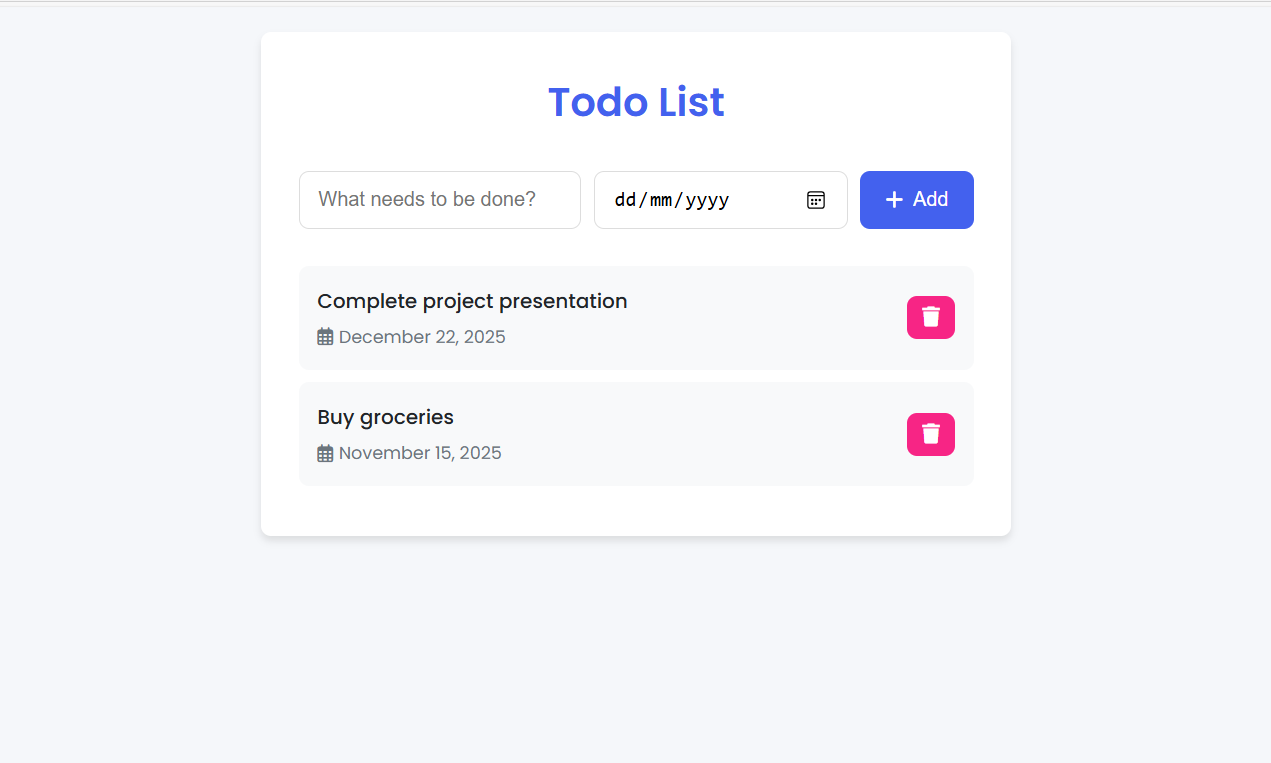 Todo List
What needs to be done?
dd/mm/yyyy
Add
Complete project presentation
December 22, 2025
Buy groceries
November 15, 2025